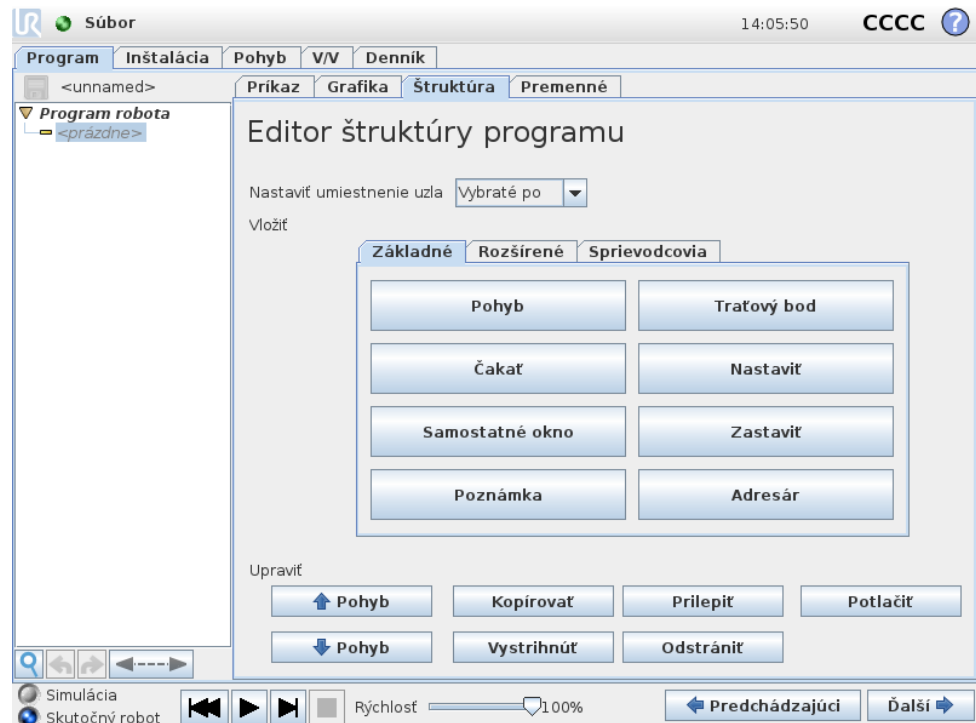 UR Súbor 14:05:50 CCCC ?
Program Inštalácia Pohyb V/V Denník
<unnamed>
Príkaz Grafika Štruktúra Premenné
Program robota
<prázdne>
Editor štruktúry programu
Nastaviť umiestnenie uzla Vybraté po
Vložiť
Základné Rozšírené Sprievodcovia
Pohyb Traťový bod
Čakať Nastaviť
Samostatné okno Zastaviť
Poznámka Adresár
Upraviť
Pohyb Kopírovať Prilepiť Potlačiť
Pohyb Vystrihnúť Odstrániť
Simulácia
Skutočný robot
Rýchlosť 100%
Predchádzajúci Ďalší